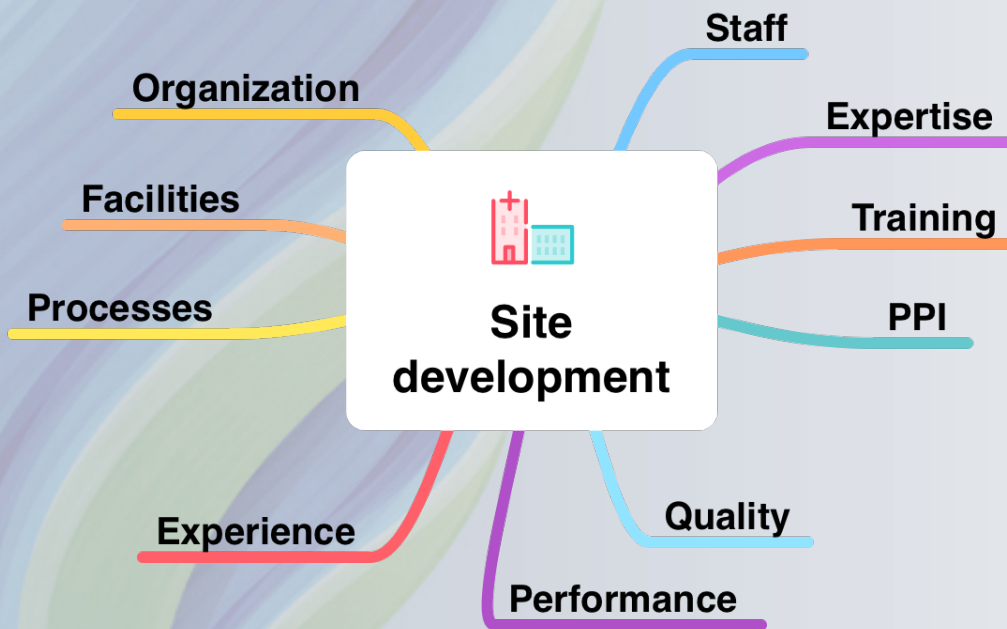 Staff
Organization
Expertise
Facilities
Training
Processes
PPI
Site
development
Quality
Experience
Performance